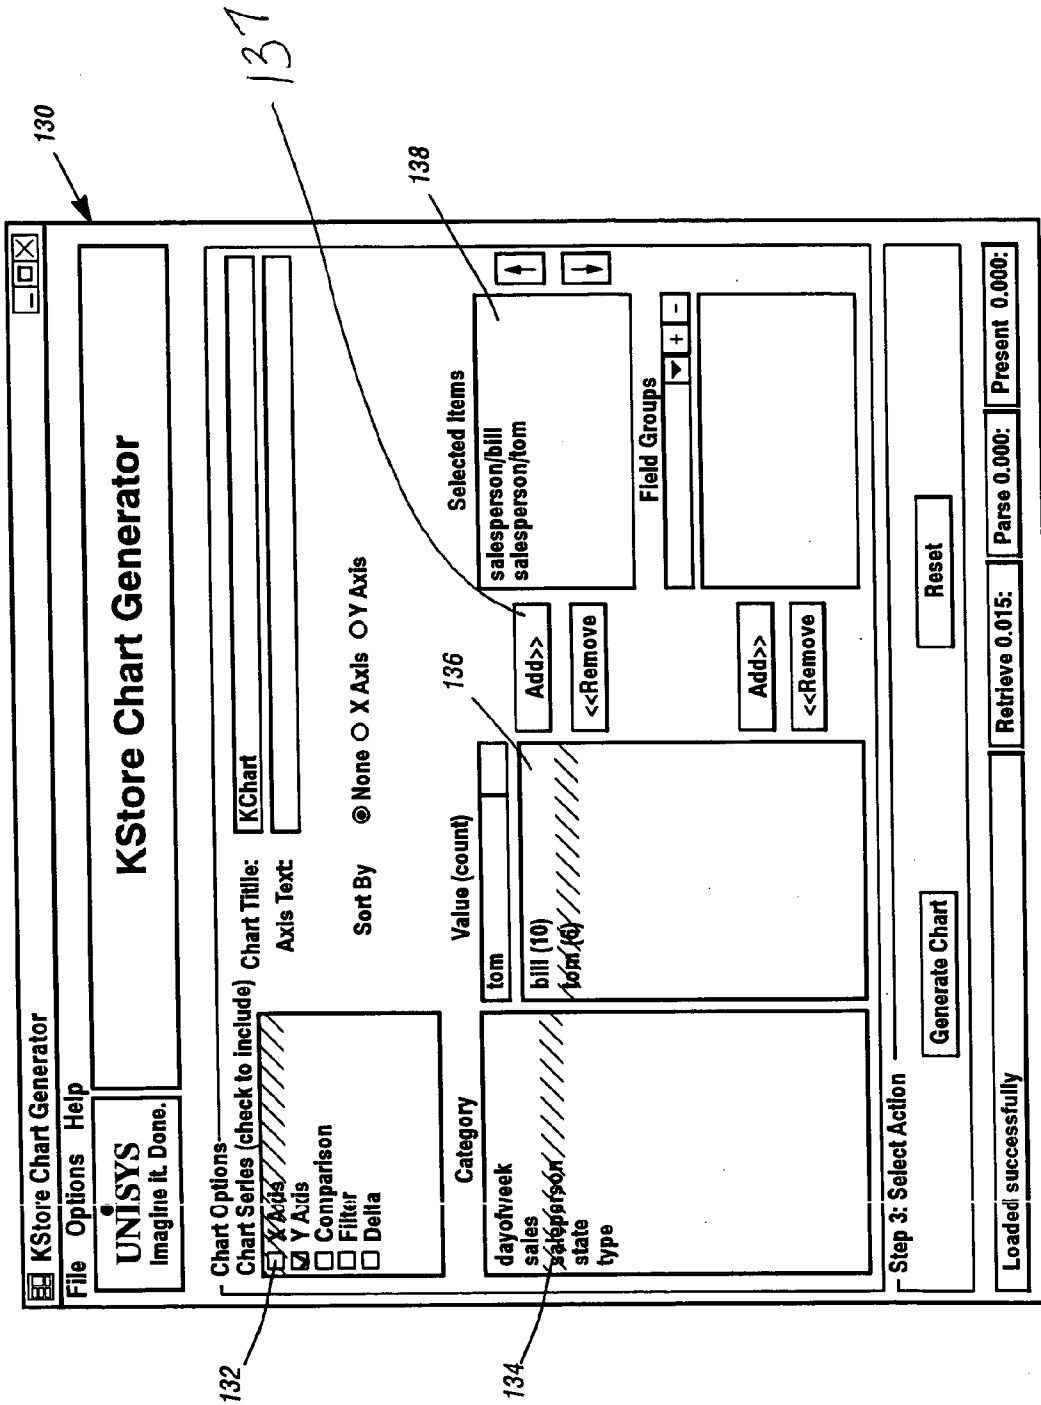 130
137
KStore Chart Generator
File Options Help
UNISYS
Imagine it. Done.
KStore Chart Generator
Chart Options
Chart Series (check to include)
X Axis
Y Axis
Comparison
Filter
Delta
Chart Titlle:
KChart
Axis Text:
Sort By
None
X Axis
Y Axis
132
Category
dayofweek
sales
salesperson
state
type
134
Value (count)
tom
bill (10)
tom (6)
136
Add>>
<<Remove
Selected Items
salesperson/bill
salesperson/tom
138
Field Groups
+
-
Add>>
<<Remove
Step 3: Select Action
Generate Chart
Reset
Loaded successfully
Retrieve 0.015:
Parse 0.000:
Present 0.000: